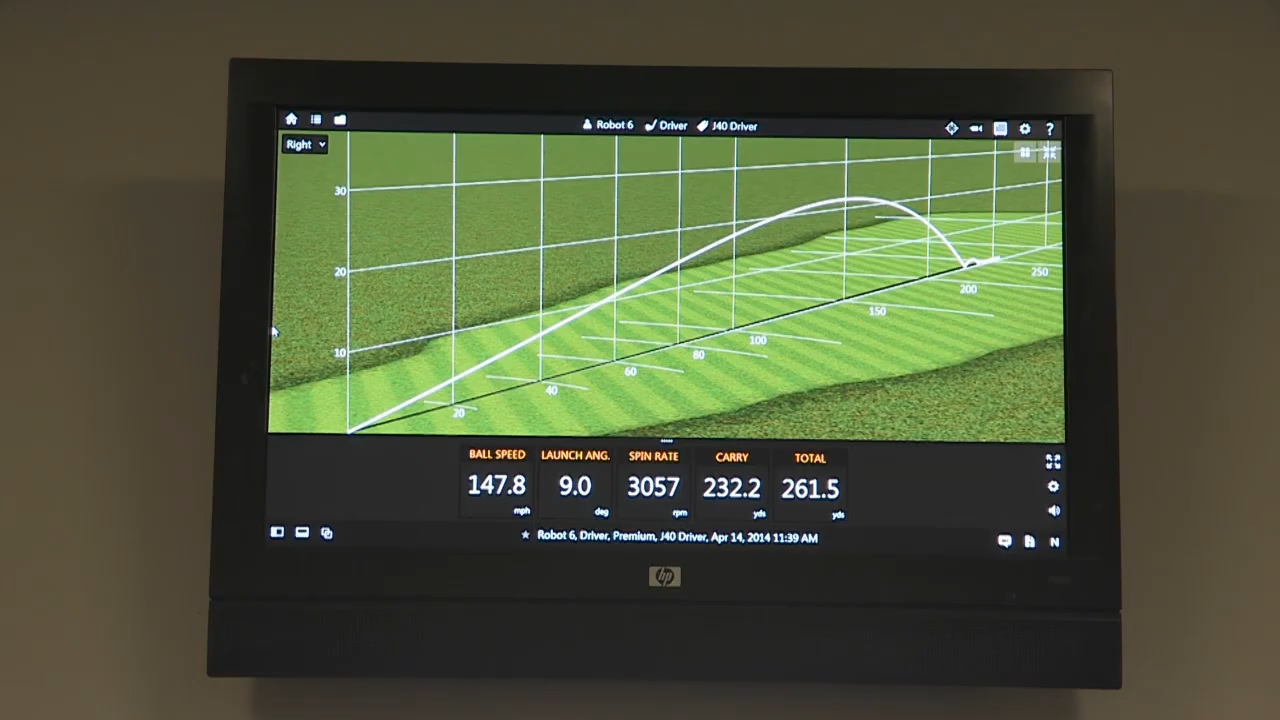 Robot 6 Driver J40 Driver ?
Right
30
20
10
20
40
60
80
100
150
200
250
BALL SPEED LAUNCH ANG. SPIN RATE CARRY TOTAL
147.8 9.0 3057 232.2 261.5
mph deg rpm yds yds
Robot 6, Driver, Premium, J40 Driver, Apr 14, 2014 11:39 AM
N
hp